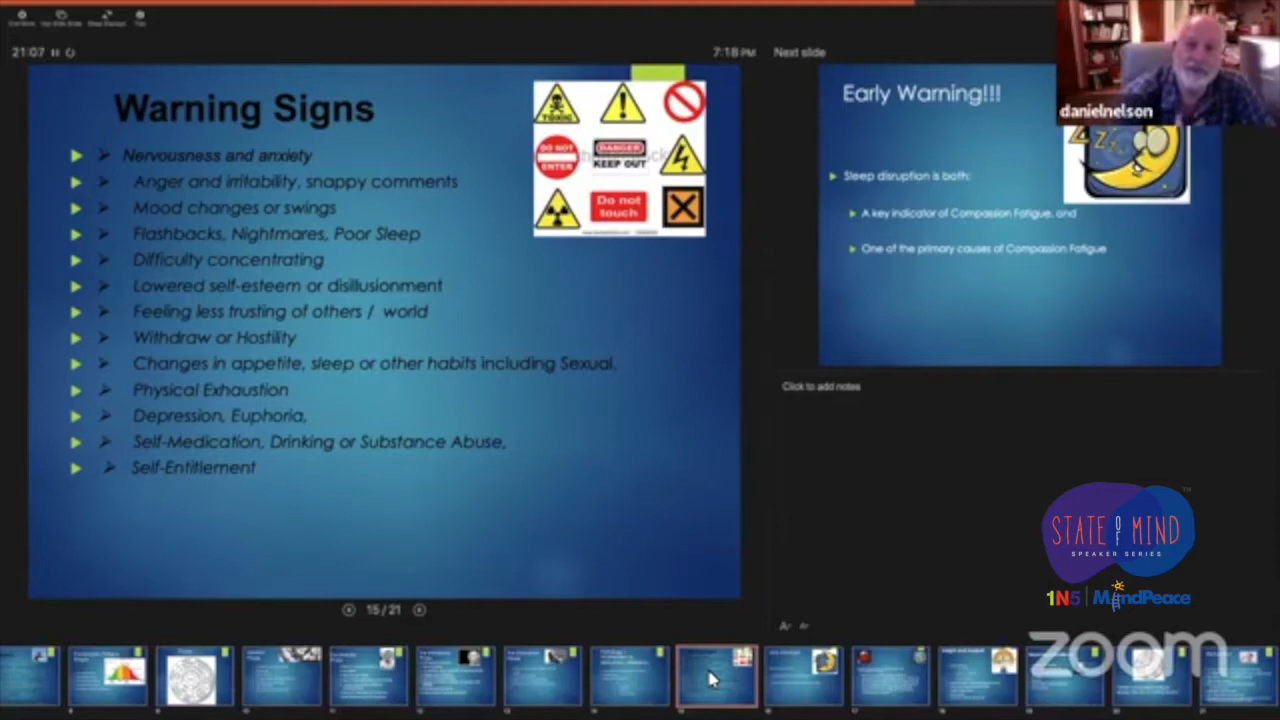 21:07
7:18 PM
Next slide
Warning Signs
Nervousness and anxiety
Anger and irritability, snappy comments
Mood changes or swings
Flashbacks, Nightmares, Poor Sleep
Difficulty concentrating
Lowered self-esteem or disillusionment
Feeling less trusting of others / world
Withdraw or Hostility
Changes in appetite, sleep or other habits including Sexual.
Physical Exhaustion
Depression, Euphoria,
Self-Medication, Drinking or Substance Abuse,
Self-Entitlement
TOXIC
DO NOT
ENTER
DANGER
KEEP OUT
Do not
touch
15 / 21
Early Warning!!!
Sleep disruption is both:
A key indicator of Compassion Fatigue, and
One of the primary causes of Compassion Fatigue
danielnelson
Click to add notes
STATE OF MIND
SPEAKER SERIES
1N5 | MindPeace
zoom